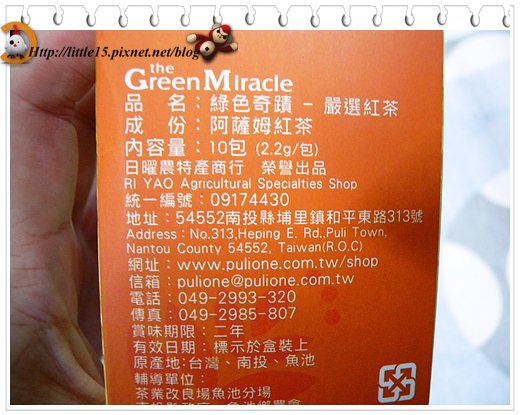 Http://little15.pixnet.net/blog
the
Green Miracle
品　名：綠色奇蹟 - 嚴選紅茶
成　份：阿薩姆紅茶
內容量：10包 (2.2g/包)
日曜農特產商行　榮譽出品
RI YAO Agricultural Specialties Shop
統一編號：09174430
地址：54552南投縣埔里鎮和平東路313號
Address：No.313,Heping E. Rd.,Puli Town,
Nantou County 54552, Taiwan(R.O.C)
網址：www.pulione.com.tw/shop
信箱：pulione@pulione.com.tw
電話：049-2993-320
傳真：049-2985-807
賞味期限：二年
有效日期：標示於盒裝上
原產地：台灣、南投、魚池
輔導單位：
茶業改良場魚池分場